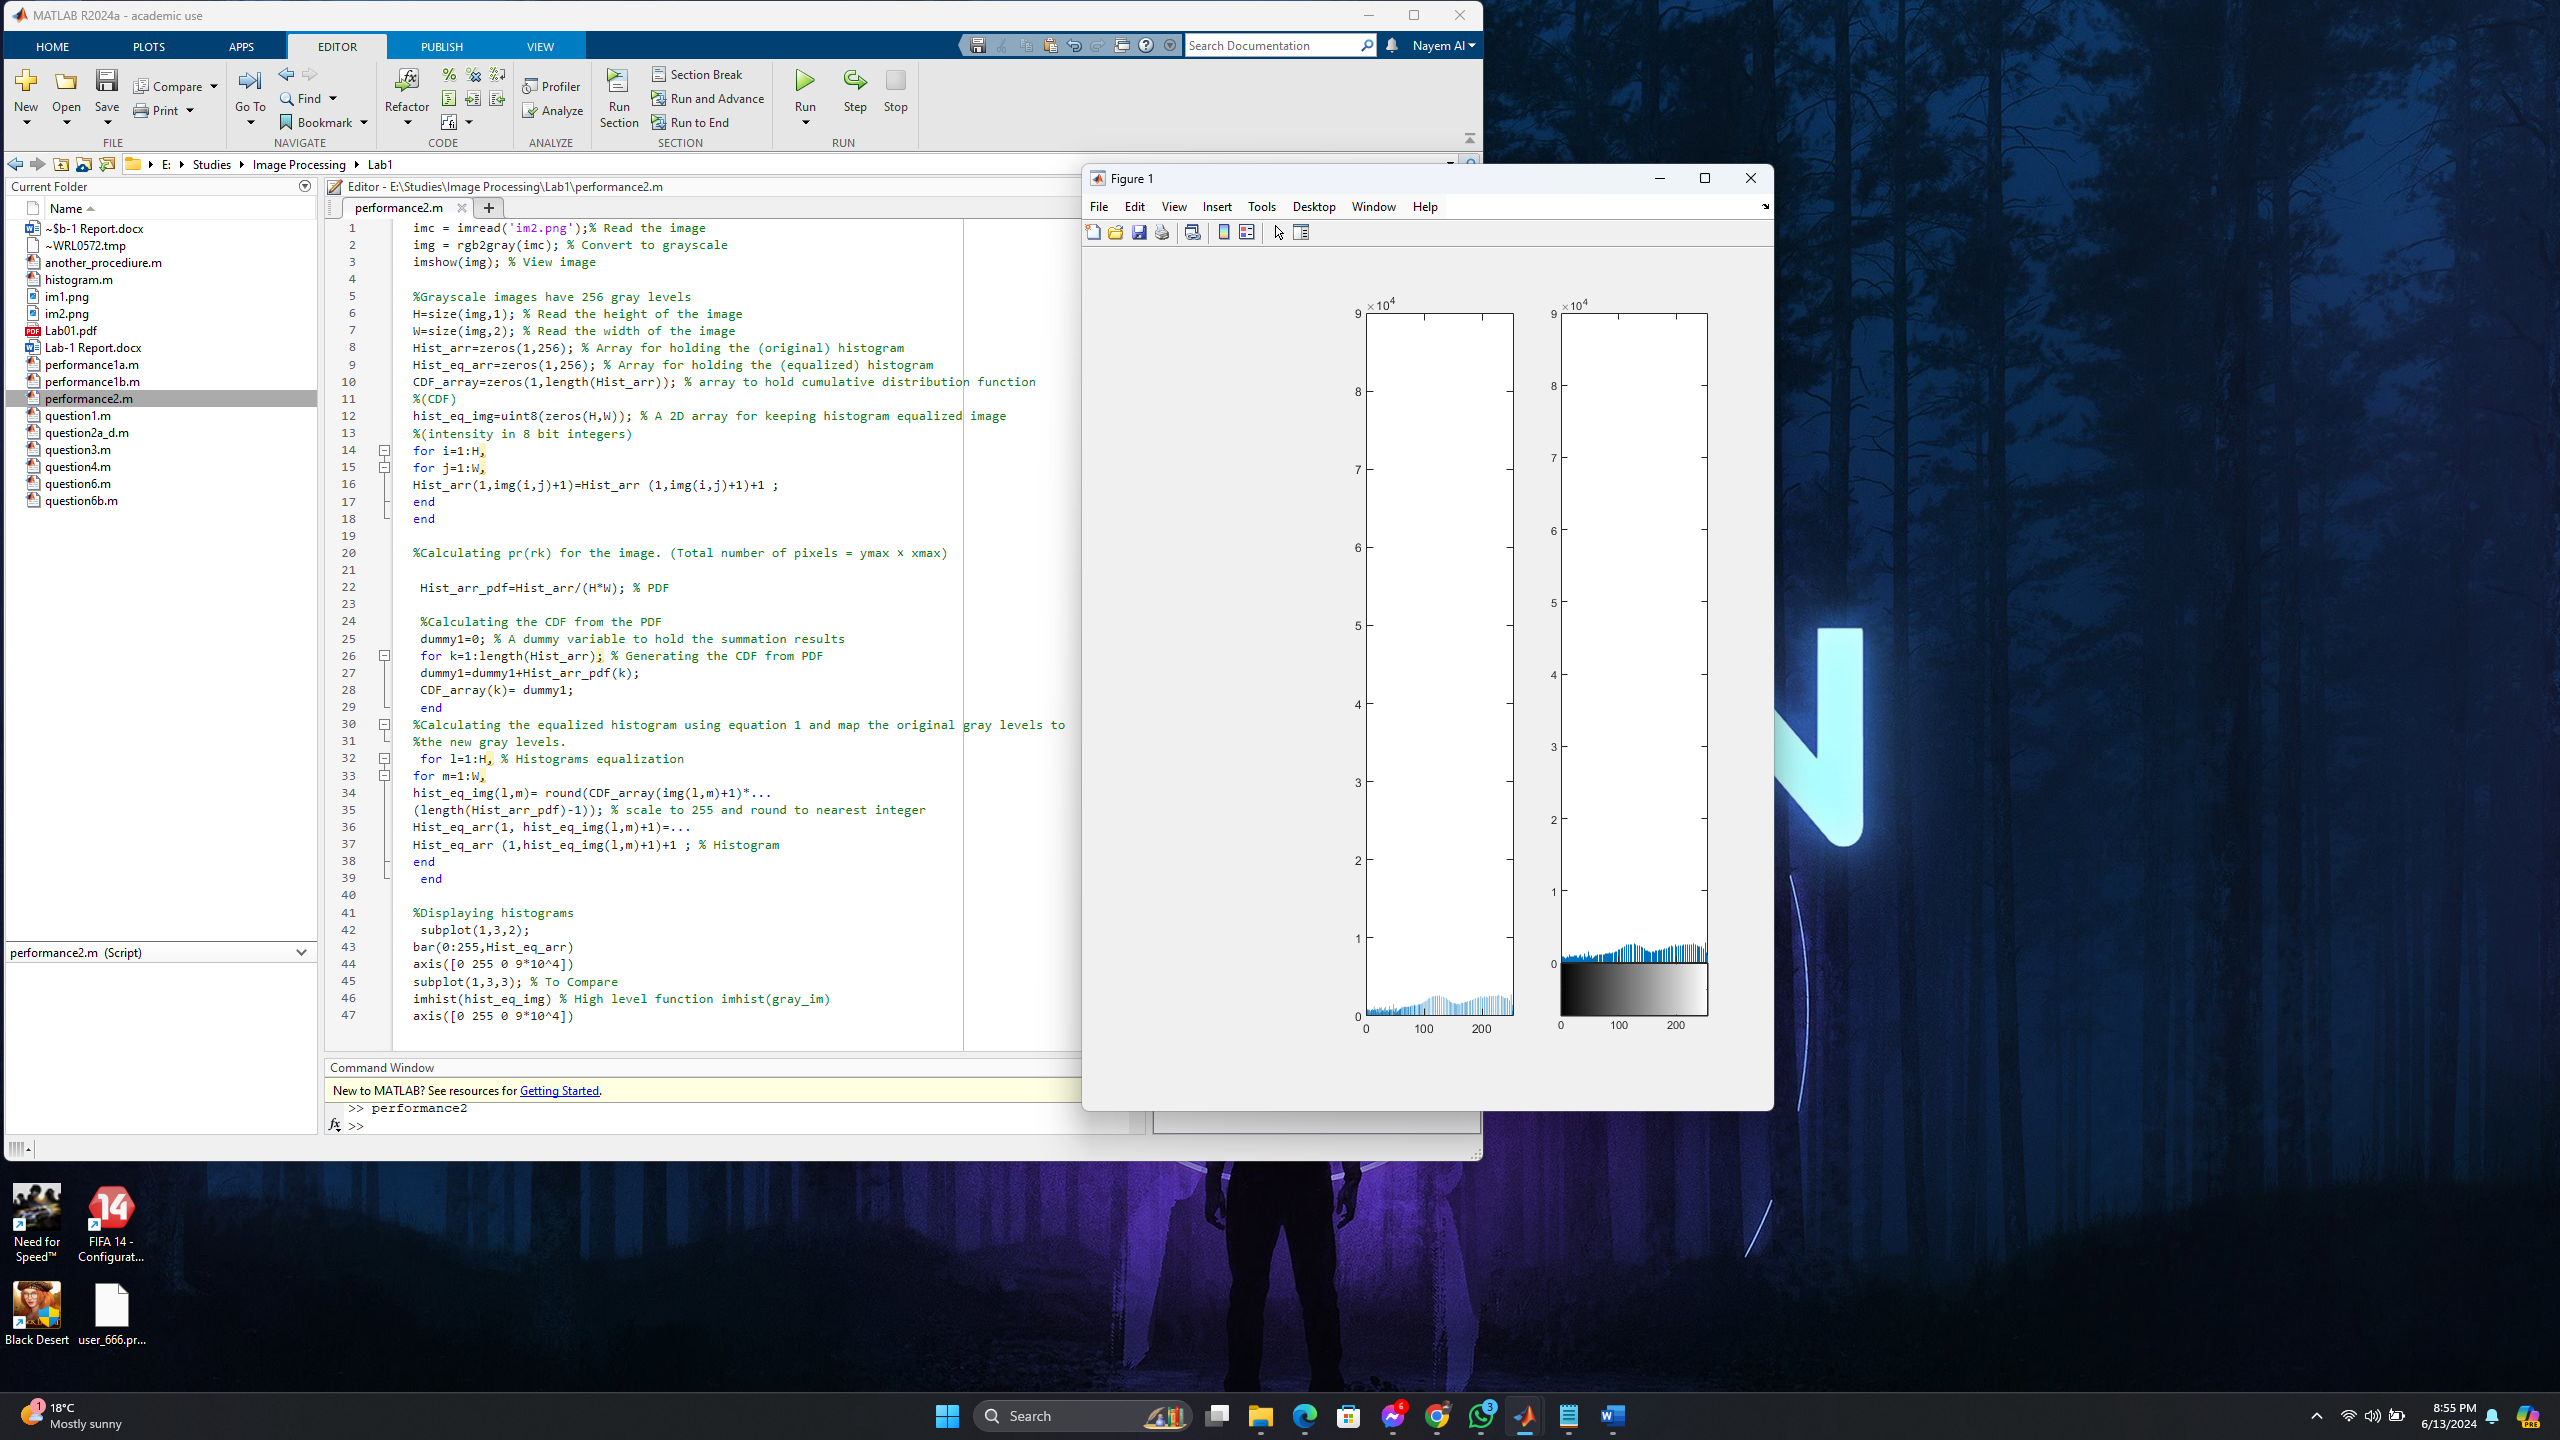 MATLAB R2024a - academic use
HOME PLOTS APPS EDITOR PUBLISH VIEW
Search Documentation
Nayem Al
New Open Save Compare Print
Go To Find Bookmark
Refactor
Profiler
Analyze
Run Section
Section Break
Run and Advance
Run to End
Run Step Stop
FILE NAVIGATE CODE ANALYZE SECTION RUN
E: Studies Image Processing Lab1
Current Folder
Name
~$b-1 Report.docx
~WRL0572.tmp
another_procediure.m
histogram.m
im1.png
im2.png
Lab01.pdf
Lab-1 Report.docx
performance1a.m
performance1b.m
performance2.m
question1.m
question2a_d.m
question3.m
question4.m
question6.m
question6b.m
performance2.m (Script)
Editor - E:\Studies\Image Processing\Lab1\performance2.m
performance2.m
1 imc = imread('im2.png');% Read the image
2 img = rgb2gray(imc); % Convert to grayscale
3 imshow(img); % View image
4
5 %Grayscale images have 256 gray levels
6 H=size(img,1); % Read the height of the image
7 W=size(img,2); % Read the width of the image
8 Hist_arr=zeros(1,256); % Array for holding the (original) histogram
9 Hist_eq_arr=zeros(1,256); % Array for holding the (equalized) histogram
10 CDF_array=zeros(1,length(Hist_arr)); % array to hold cumulative distribution function
11 %(CDF)
12 hist_eq_img=uint8(zeros(H,W)); % A 2D array for keeping histogram equalized image
13 %(intensity in 8 bit integers)
14 for i=1:H,
15 for j=1:W,
16 Hist_arr(1,img(i,j)+1)=Hist_arr (1,img(i,j)+1)+1 ;
17 end
18 end
19
20 %Calculating pr(rk) for the image. (Total number of pixels = ymax × xmax)
21
22 Hist_arr_pdf=Hist_arr/(H*W); % PDF
23
24 %Calculating the CDF from the PDF
25 dummy1=0; % A dummy variable to hold the summation results
26 for k=1:length(Hist_arr); % Generating the CDF from PDF
27 dummy1=dummy1+Hist_arr_pdf(k);
28 CDF_array(k)= dummy1;
29 end
30 %Calculating the equalized histogram using equation 1 and map the original gray levels to
31 %the new gray levels.
32 for l=1:H, % Histograms equalization
33 for m=1:W,
34 hist_eq_img(l,m)= round(CDF_array(img(l,m)+1)*...
35 (length(Hist_arr_pdf)-1)); % scale to 255 and round to nearest integer
36 Hist_eq_arr(1, hist_eq_img(l,m)+1)=...
37 Hist_eq_arr (1,hist_eq_img(l,m)+1)+1 ; % Histogram
38 end
39 end
40
41 %Displaying histograms
42 subplot(1,3,2);
43 bar(0:255,Hist_eq_arr)
44 axis([0 255 0 9*10^4])
45 subplot(1,3,3); % To Compare
46 imhist(hist_eq_img) % High level function imhist(gray_im)
47 axis([0 255 0 9*10^4])
Command Window
New to MATLAB? See resources for Getting Started.
>> performance2
fx >>
Figure 1
File Edit View Insert Tools Desktop Window Help
×10^4
9
8
7
6
5
4
3
2
1
0
0 100 200
×10^4
9
8
7
6
5
4
3
2
1
0
0 100 200
Need for Speed™
14
FIFA 14 - Configurat...
Black Desert
user_666.pr...
1
18°C
Mostly sunny
Search
6
3
8:55 PM
6/13/2024
PRE